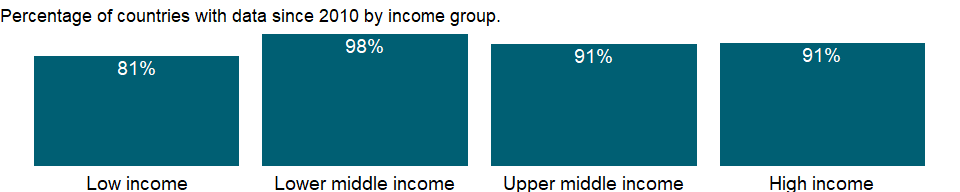 Percentage of countries with data since 2010 by income group.
81%
98%
91%
91%
Low income
Lower middle income
Upper middle income
High income